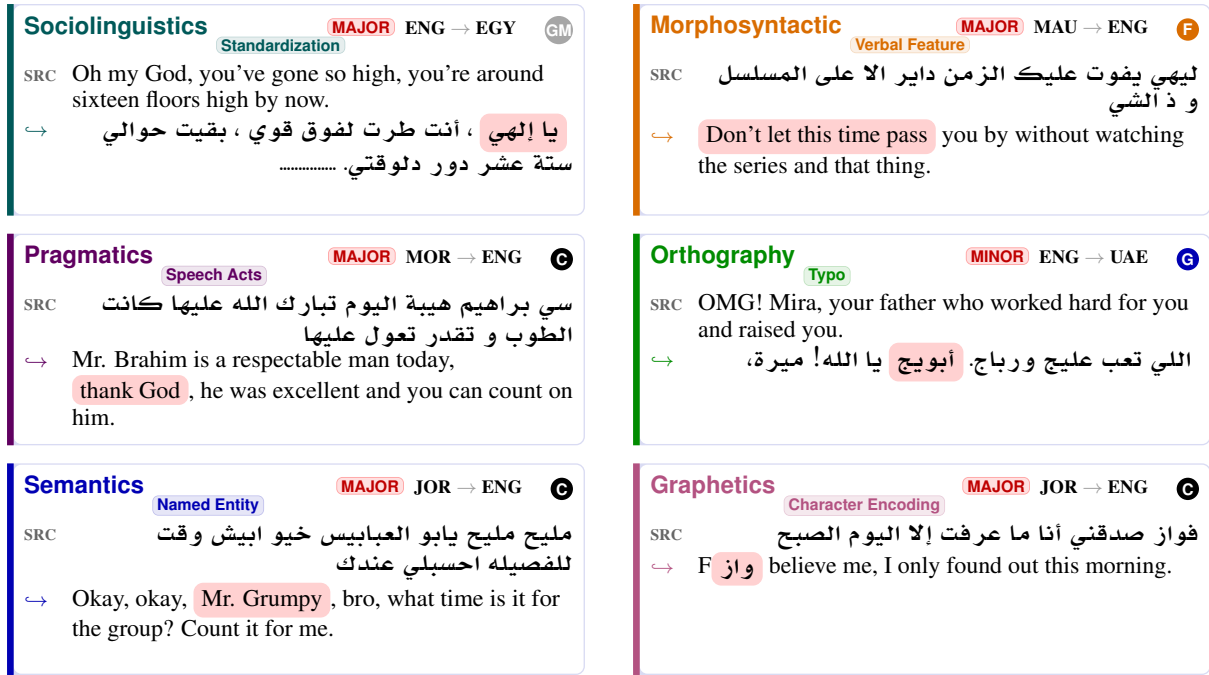 Sociolinguistics MAJOR ENG → EGY GM
Standardization
SRC Oh my God, you've gone so high, you're around
sixteen floors high by now.
↪ يا إلهي ، أنت طرت لفوق قوي ، بقيت حوالي
ستة عشر دور دلوقتي. ...............
Morphosyntactic MAJOR MAU → ENG F
Verbal Feature
SRC ليهي يفوت عليك الزمن داير الا على المسلسل
و ذ الشي
↪ Don't let this time pass you by without watching
the series and that thing.
Pragmatics MAJOR MOR → ENG C
Speech Acts
SRC سي براهيم هيبة اليوم تبارك الله عليها كانت
الطوب و تقدر تعول عليها
↪ Mr. Brahim is a respectable man today,
thank God , he was excellent and you can count on
him.
Orthography MINOR ENG → UAE G
Typo
SRC OMG! Mira, your father who worked hard for you
and raised you.
↪ اللي تعب عليج ورباج. أبويج يا الله! ميرة،
Semantics MAJOR JOR → ENG C
Named Entity
SRC مليح مليح يابو العبابيس خيو ابيش وقت
للفصيله احسبلي عندك
↪ Okay, okay, Mr. Grumpy , bro, what time is it for
the group? Count it for me.
Graphetics MAJOR JOR → ENG C
Character Encoding
SRC فواز صدقني أنا ما عرفت إلا اليوم الصبح
↪ F واز believe me, I only found out this morning.